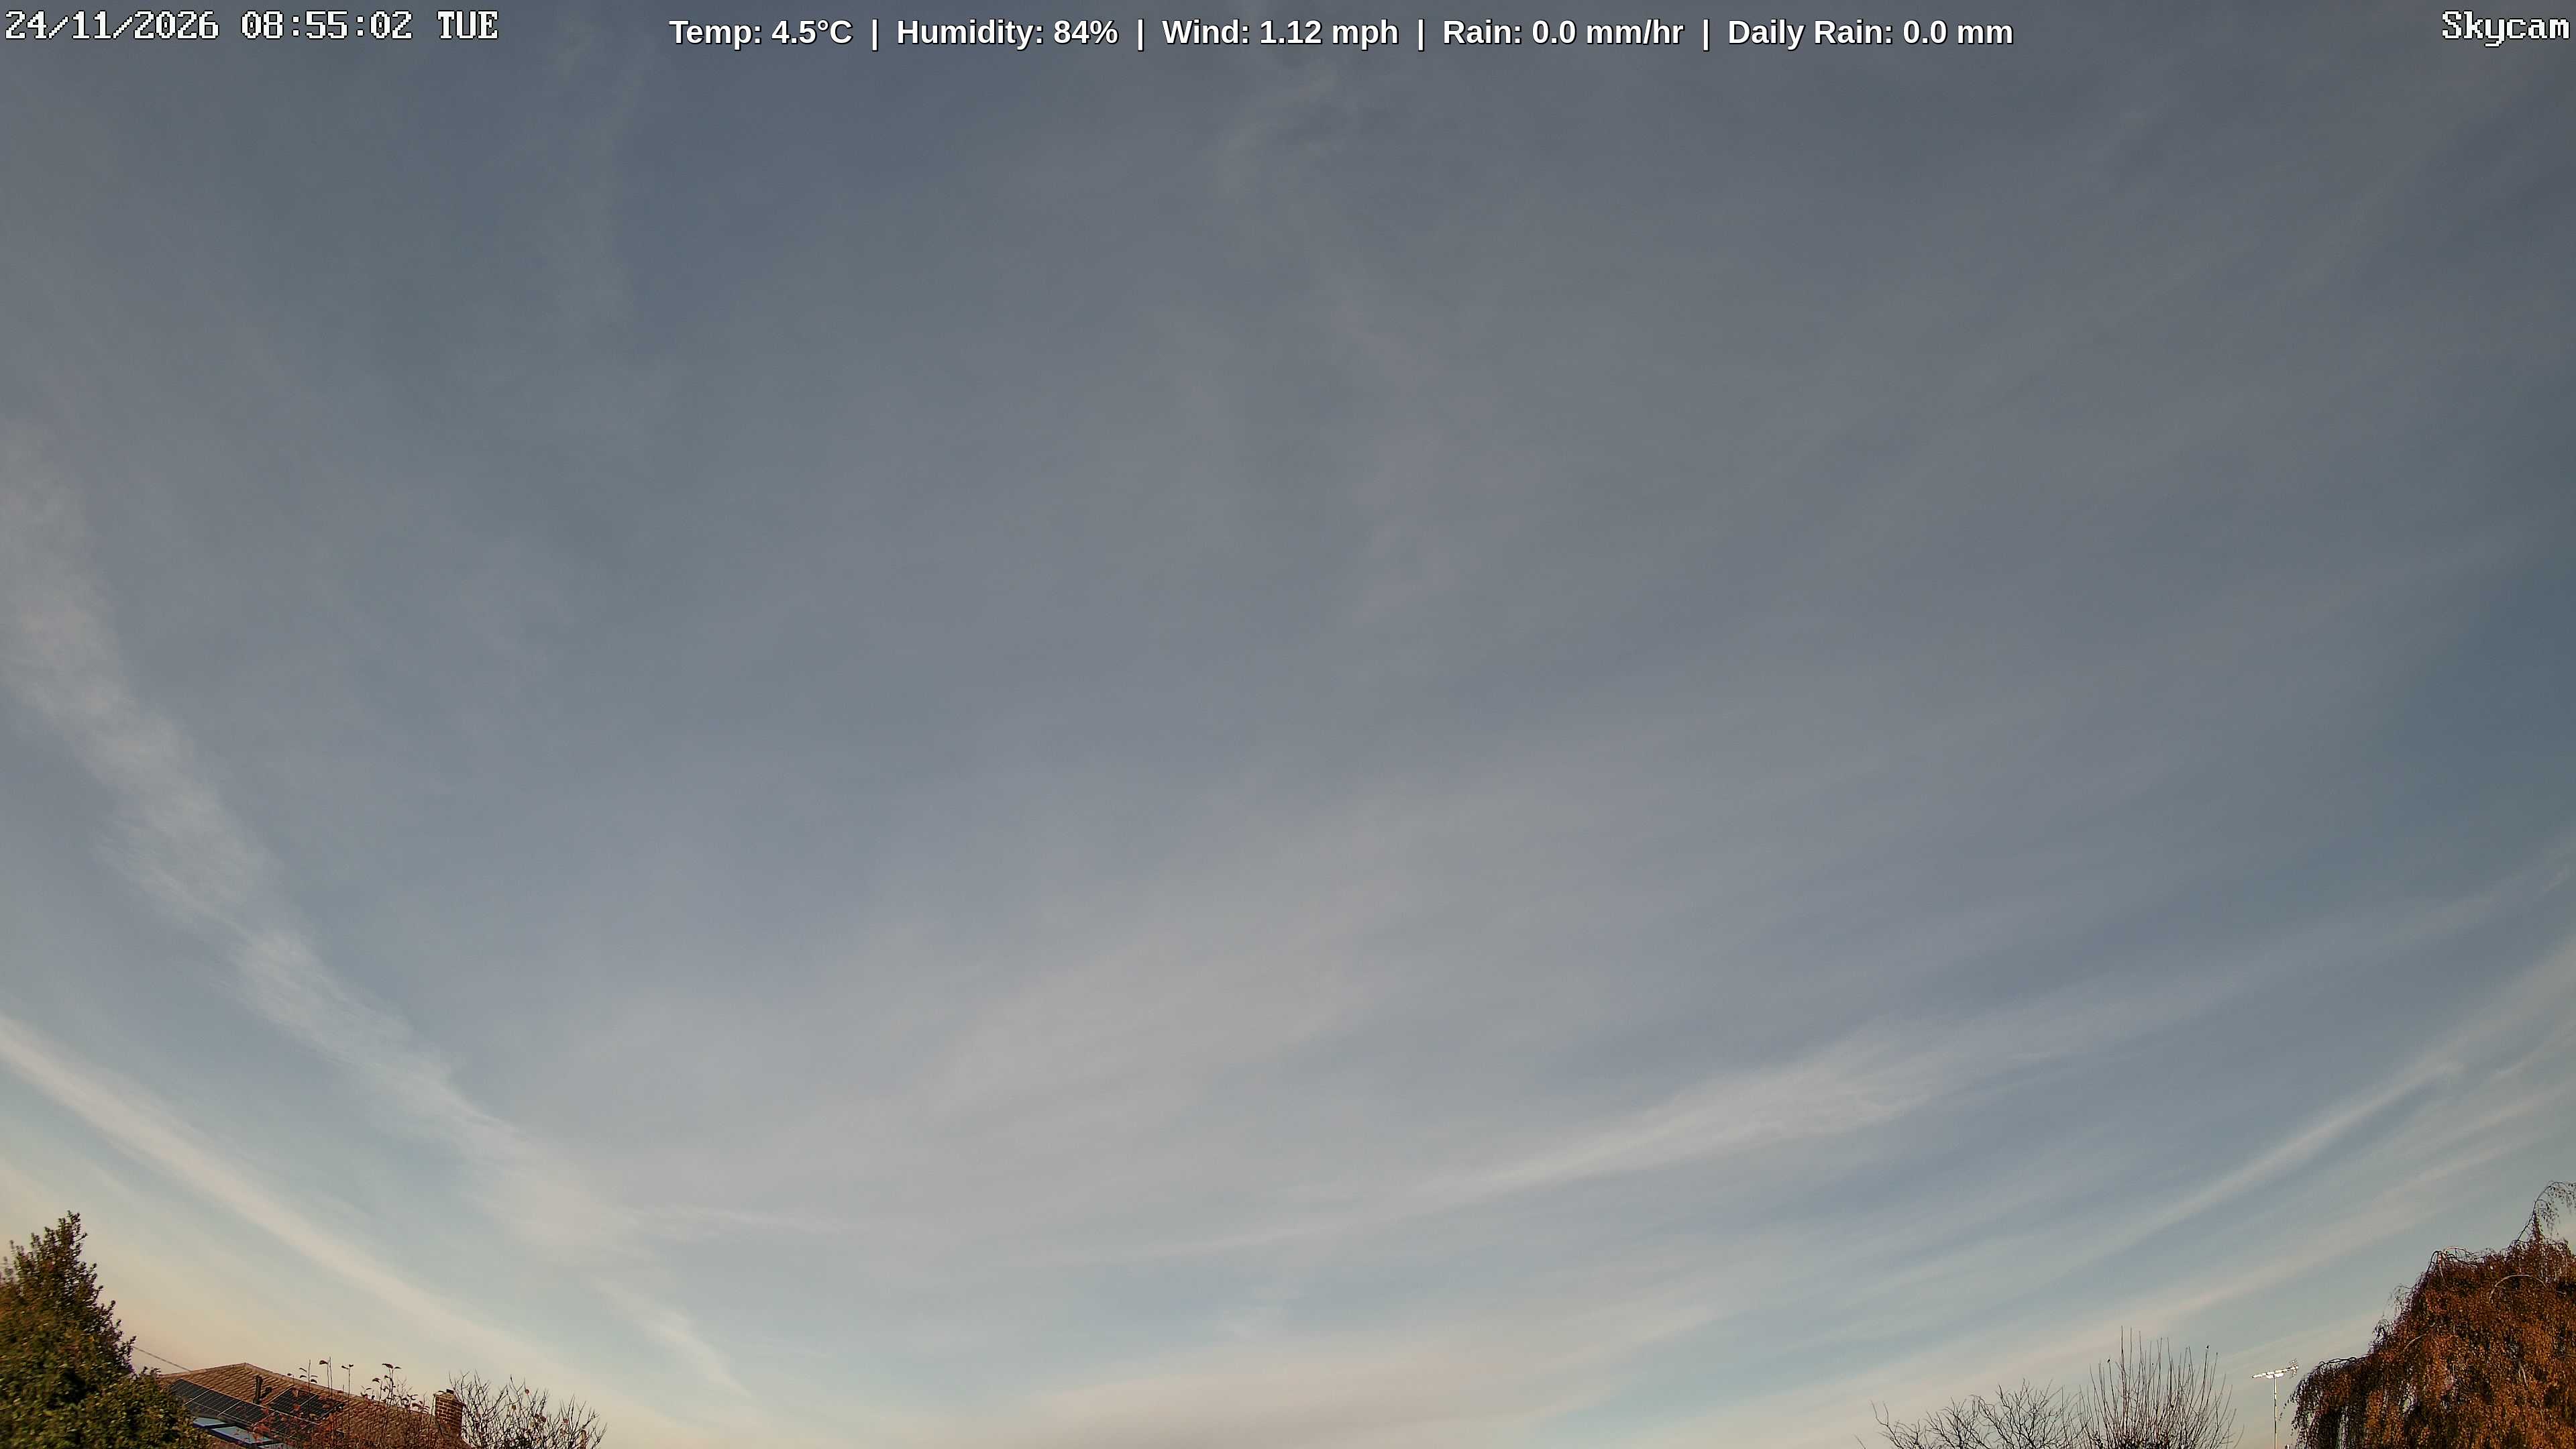 24/11/2026 08:55:02 TUE
Temp: 4.5°C | Humidity: 84% | Wind: 1.12 mph | Rain: 0.0 mm/hr | Daily Rain: 0.0 mm
Skycam